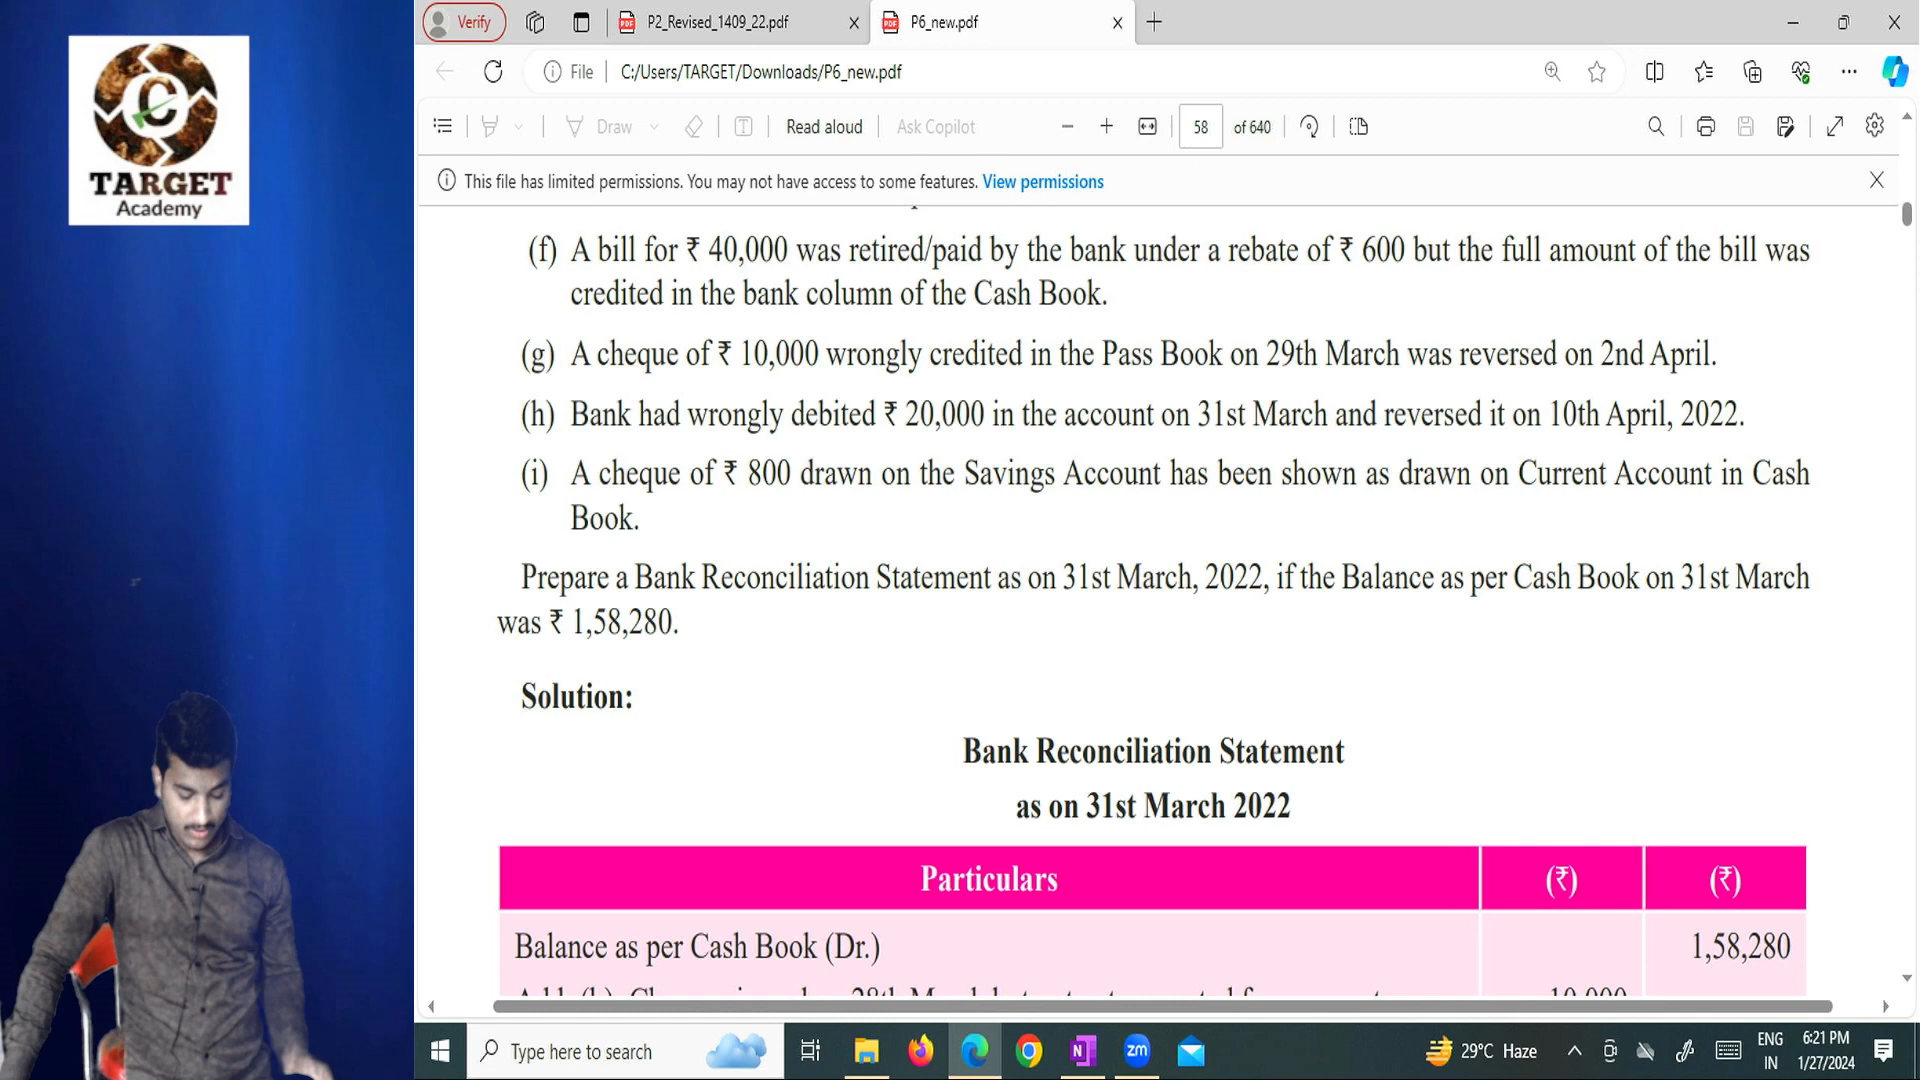 TARGET
Academy
Verify
P2_Revised_1409_22.pdf
P6_new.pdf
File
C:/Users/TARGET/Downloads/P6_new.pdf
Draw
Read aloud
Ask Copilot
58
of 640
This file has limited permissions. You may not have access to some features. View permissions
(f) A bill for ₹ 40,000 was retired/paid by the bank under a rebate of ₹ 600 but the full amount of the bill was
credited in the bank column of the Cash Book.
(g) A cheque of ₹ 10,000 wrongly credited in the Pass Book on 29th March was reversed on 2nd April.
(h) Bank had wrongly debited ₹ 20,000 in the account on 31st March and reversed it on 10th April, 2022.
(i) A cheque of ₹ 800 drawn on the Savings Account has been shown as drawn on Current Account in Cash
Book.
Prepare a Bank Reconciliation Statement as on 31st March, 2022, if the Balance as per Cash Book on 31st March
was ₹ 1,58,280.
Solution:
Bank Reconciliation Statement
as on 31st March 2022
Particulars (₹) (₹)
Balance as per Cash Book (Dr.) 1,58,280
Type here to search
zm
29°C Haze
ENG
IN
6:21 PM
1/27/2024